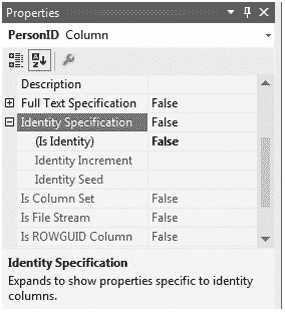 Properties
PersonID Column
Description
Full Text Specification False
Identity Specification False
(Is Identity) False
Identity Increment
Identity Seed
Is Column Set False
Is File Stream False
Is ROWGUID Column False
Identity Specification
Expands to show properties specific to identity
columns.